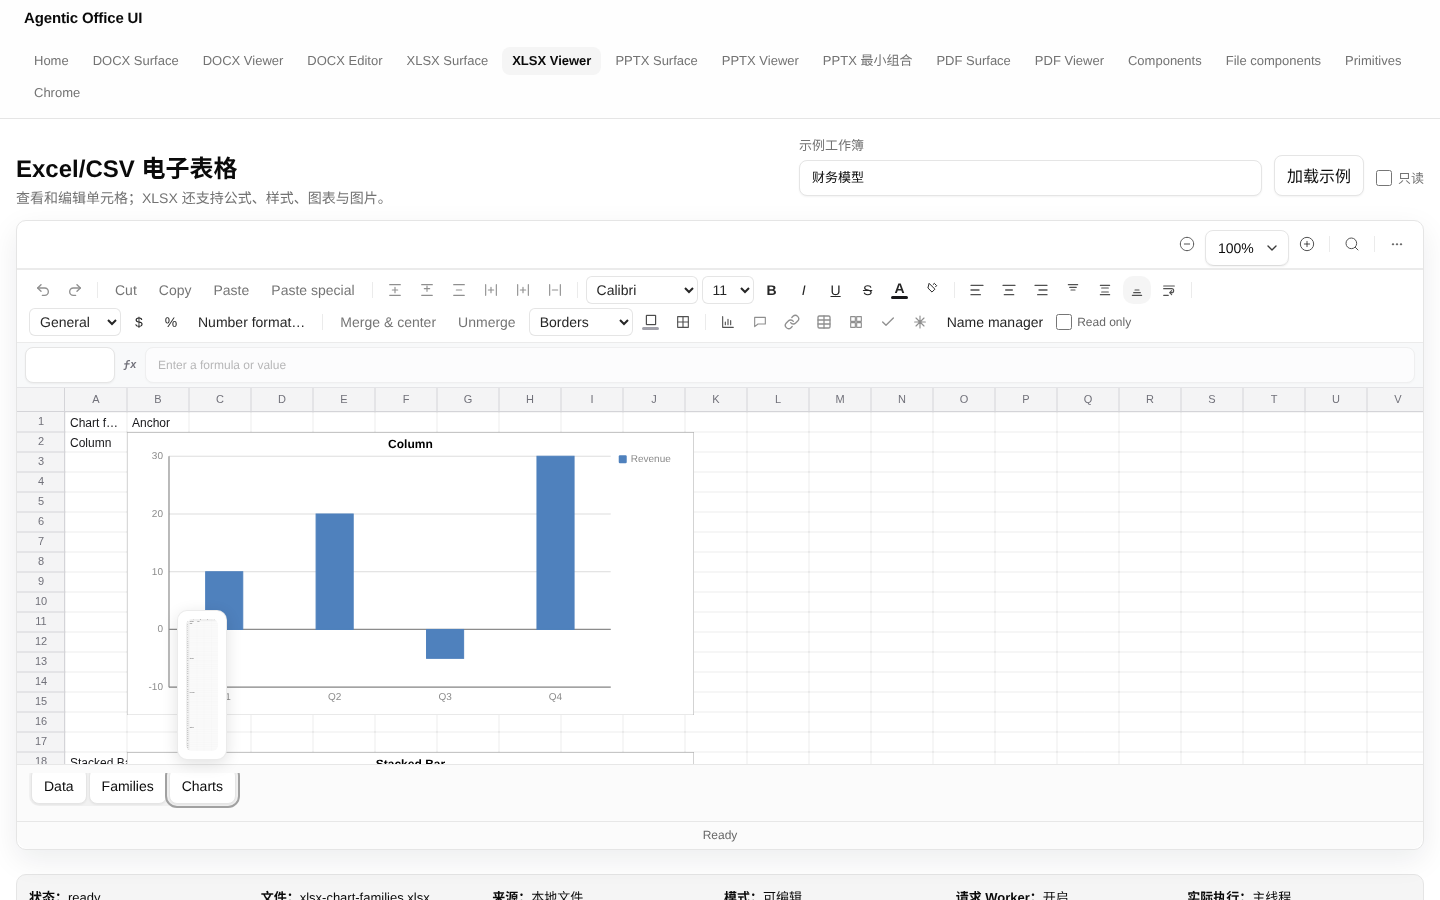 Agentic Office UI
Home DOCX Surface DOCX Viewer DOCX Editor XLSX Surface XLSX Viewer PPTX Surface PPTX Viewer PPTX 最小组合 PDF Surface PDF Viewer Components File components Primitives
Chrome
示例工作簿
Excel/CSV 电子表格
查看和编辑单元格；XLSX 还支持公式、样式、图表与图片。
财务模型 加载示例 只读
100%
Cut Copy Paste Paste special Calibri 11 B I U S A
General $ % Number format… Merge & center Unmerge Borders Name manager Read only
fx Enter a formula or value
A B C D E F G H I J K L M N O P Q R S T U V
1 Chart f... Anchor
2 Column
Column
3
4
5
6
7
8
9
10
11
12
13
14
15
16
17
30
20
10
0
-10
Revenue
Q2 Q3 Q4
18 Stacked Ba
Stacked Bar
Data Families Charts
Ready
状态： ready 文件： xlsx-chart-families.xlsx 来源： 本地文件 模式： 可编辑 请求 Worker： 开启 实际执行： 主线程